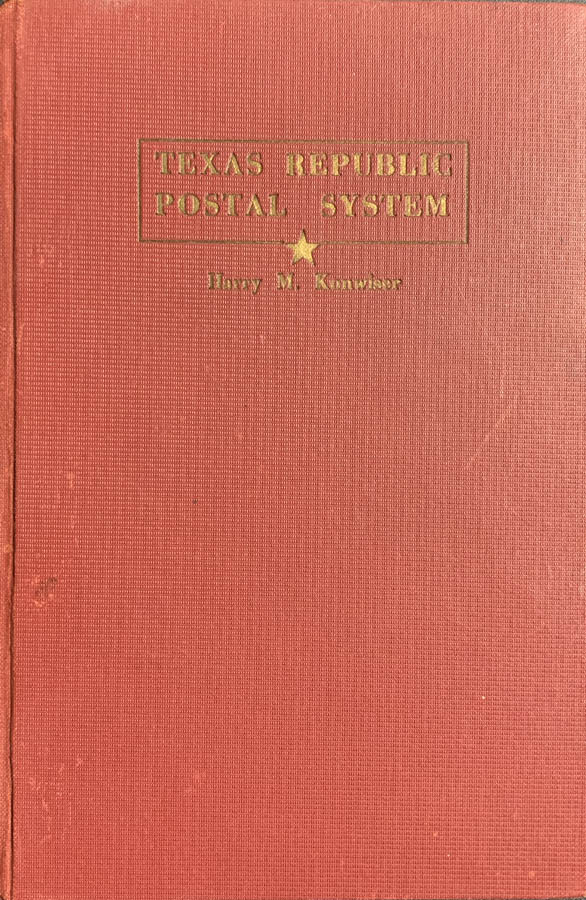 TEXAS REPUBLIC
POSTAL SYSTEM
Harry M. Konwiser